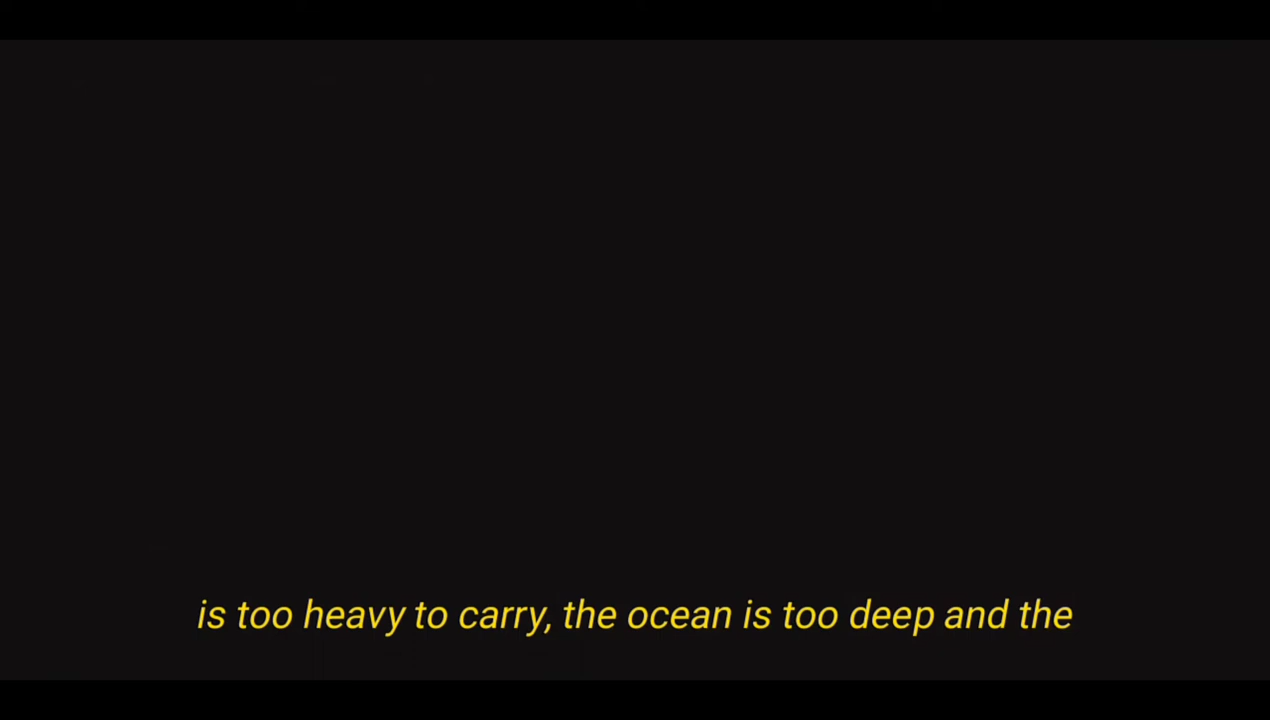 is too heavy to carry, the ocean is too deep and the